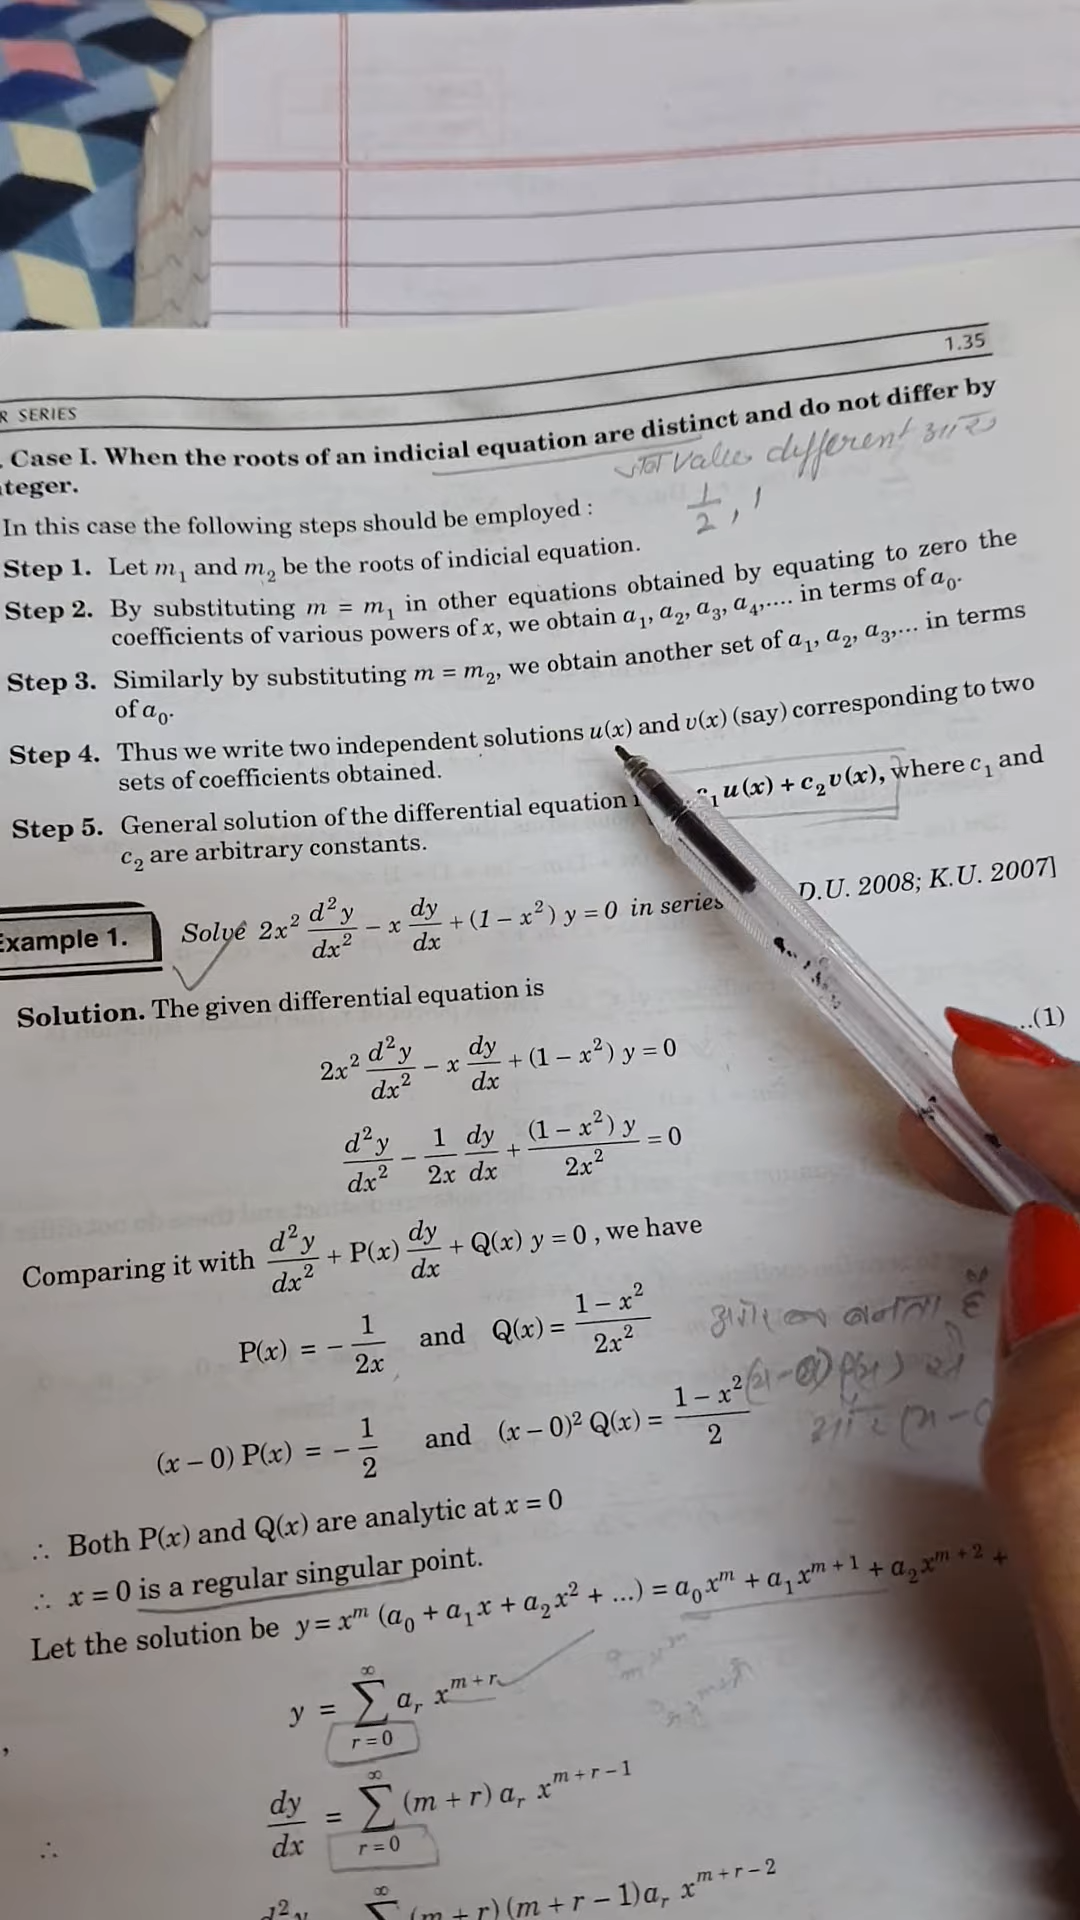 1.35
R SERIES
. Case I. When the roots of an indicial equation are distinct and do not differ by
nteger.
value different
1/2, 1
In this case the following steps should be employed :
Step 1. Let m₁ and m₂ be the roots of indicial equation.
Step 2. By substituting m = m₁ in other equations obtained by equating to zero the
coefficients of various powers of x, we obtain a₁, a₂, a₃, a₄,.... in terms of a₀.
Step 3. Similarly by substituting m = m₂, we obtain another set of a₁, a₂, a₃,... in terms
of a₀.
Step 4. Thus we write two independent solutions u(x) and v(x) (say) corresponding to two
sets of coefficients obtained.
Step 5. General solution of the differential equation ₁ u(x) + c₂ v(x), where c₁ and
c₂ are arbitrary constants.
Example 1. Solve 2x² d²y/dx² – x dy/dx + (1 – x²) y = 0 in series D.U. 2008; K.U. 2007]
Solution. The given differential equation is
2x² d²y/dx² – x dy/dx + (1 – x²) y = 0 ...(1)
d²y/dx² – 1/2x dy/dx + (1 – x²) y/2x² = 0
Comparing it with d²y/dx² + P(x) dy/dx + Q(x) y = 0 , we have
P(x) = – 1/2x and Q(x) = 1 – x²/2x²
बनता है
(x – 0) P(x) = – 1/2 and (x – 0)² Q(x) = 1 – x²/2
∴ Both P(x) and Q(x) are analytic at x = 0
∴ x = 0 is a regular singular point.
Let the solution be y = xᵐ (a₀ + a₁x + a₂x² + ...) = a₀xᵐ + a₁xᵐ⁺¹ + a₂xᵐ⁺² +
,
y = ∞∑r=0 aᵣ xᵐ⁺ʳ
∴ dy/dx = ∞∑r=0 (m + r) aᵣ xᵐ⁺ʳ⁻¹
d²y ∞∑ (m + r) (m + r – 1)aᵣ xᵐ⁺ʳ⁻²